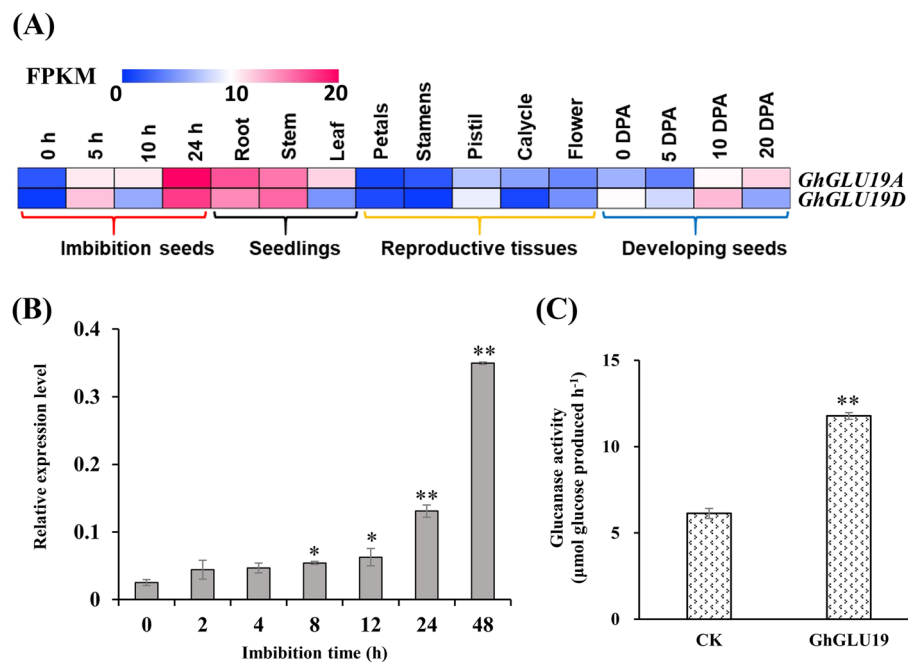 (A)
FPKM
0 10 20
0 h 5 h 10 h 24 h Root Stem Leaf Petals Stamens Pistil Calycle Flower 0 DPA 5 DPA 10 DPA 20 DPA
GhGLU19A
GhGLU19D
Imbibition seeds Seedlings Reproductive tissues Developing seeds
(B)
Relative expression level
0.4
0.3
0.2
0.1
0
* * ** **
0 2 4 8 12 24 48
Imbibition time (h)
(C)
Glucanase activity
(μmol glucose produced h⁻¹)
15
10
5
0
**
CK GhGLU19